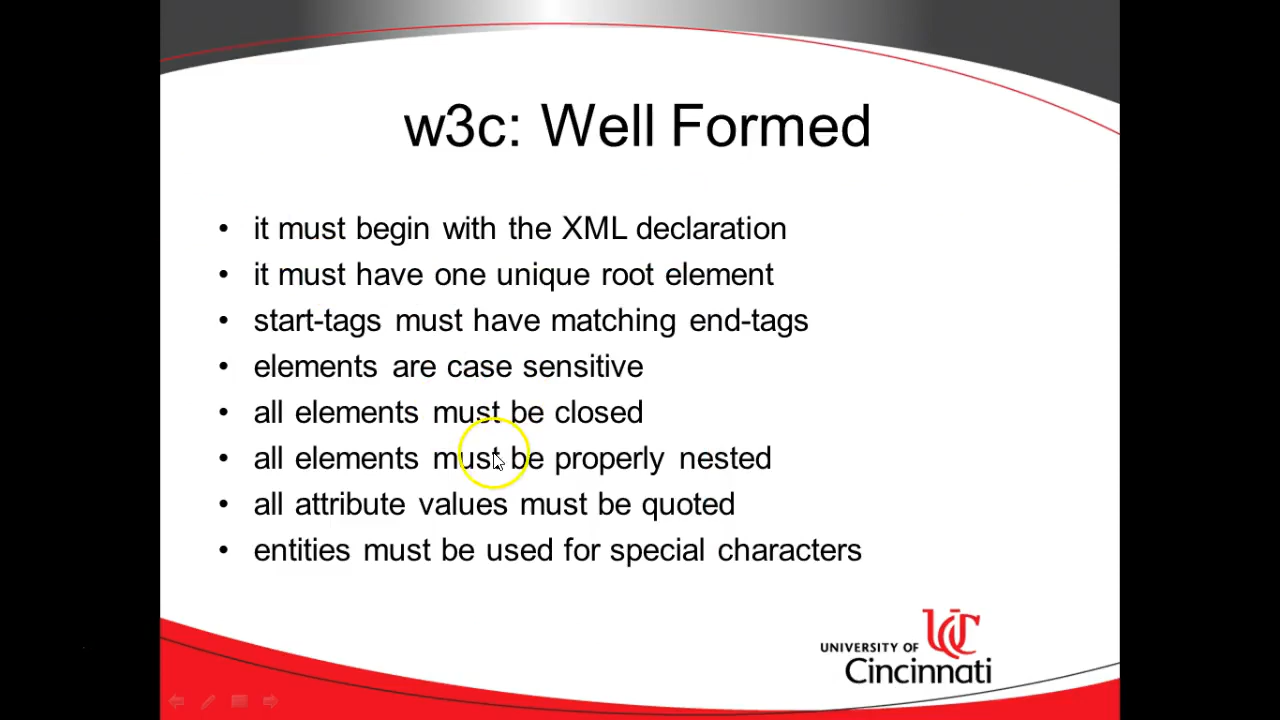 w3c: Well Formed
• it must begin with the XML declaration
• it must have one unique root element
• start-tags must have matching end-tags
• elements are case sensitive
• all elements must be closed
• all elements must be properly nested
• all attribute values must be quoted
• entities must be used for special characters
UC
UNIVERSITY OF
Cincinnati